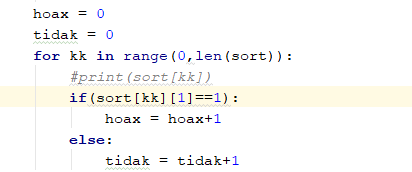 hoax = 0
tidak = 0
for kk in range(0,len(sort)):
    #print(sort[kk])
    if(sort[kk][1]==1):
        hoax = hoax+1
    else:
        tidak = tidak+1